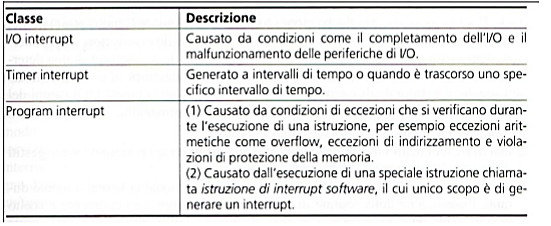 Classe Descrizione
I/O interrupt Causato da condizioni come il completamento dell'I/O e il
malfunzionamento delle periferiche di I/O.
Timer interrupt Generato a intervalli di tempo o quando è trascorso uno spe-
cifico intervallo di tempo.
Program interrupt (1) Causato da condizioni di eccezioni che si verificano duran-
te l'esecuzione di una istruzione, per esempio eccezioni arit-
metiche come overflow, eccezioni di indirizzamento e viola-
zioni di protezione della memoria.
(2) Causato dall'esecuzione di una speciale istruzione chiama-
ta istruzione di interrupt software, il cui unico scopo è di ge-
nerare un interrupt.